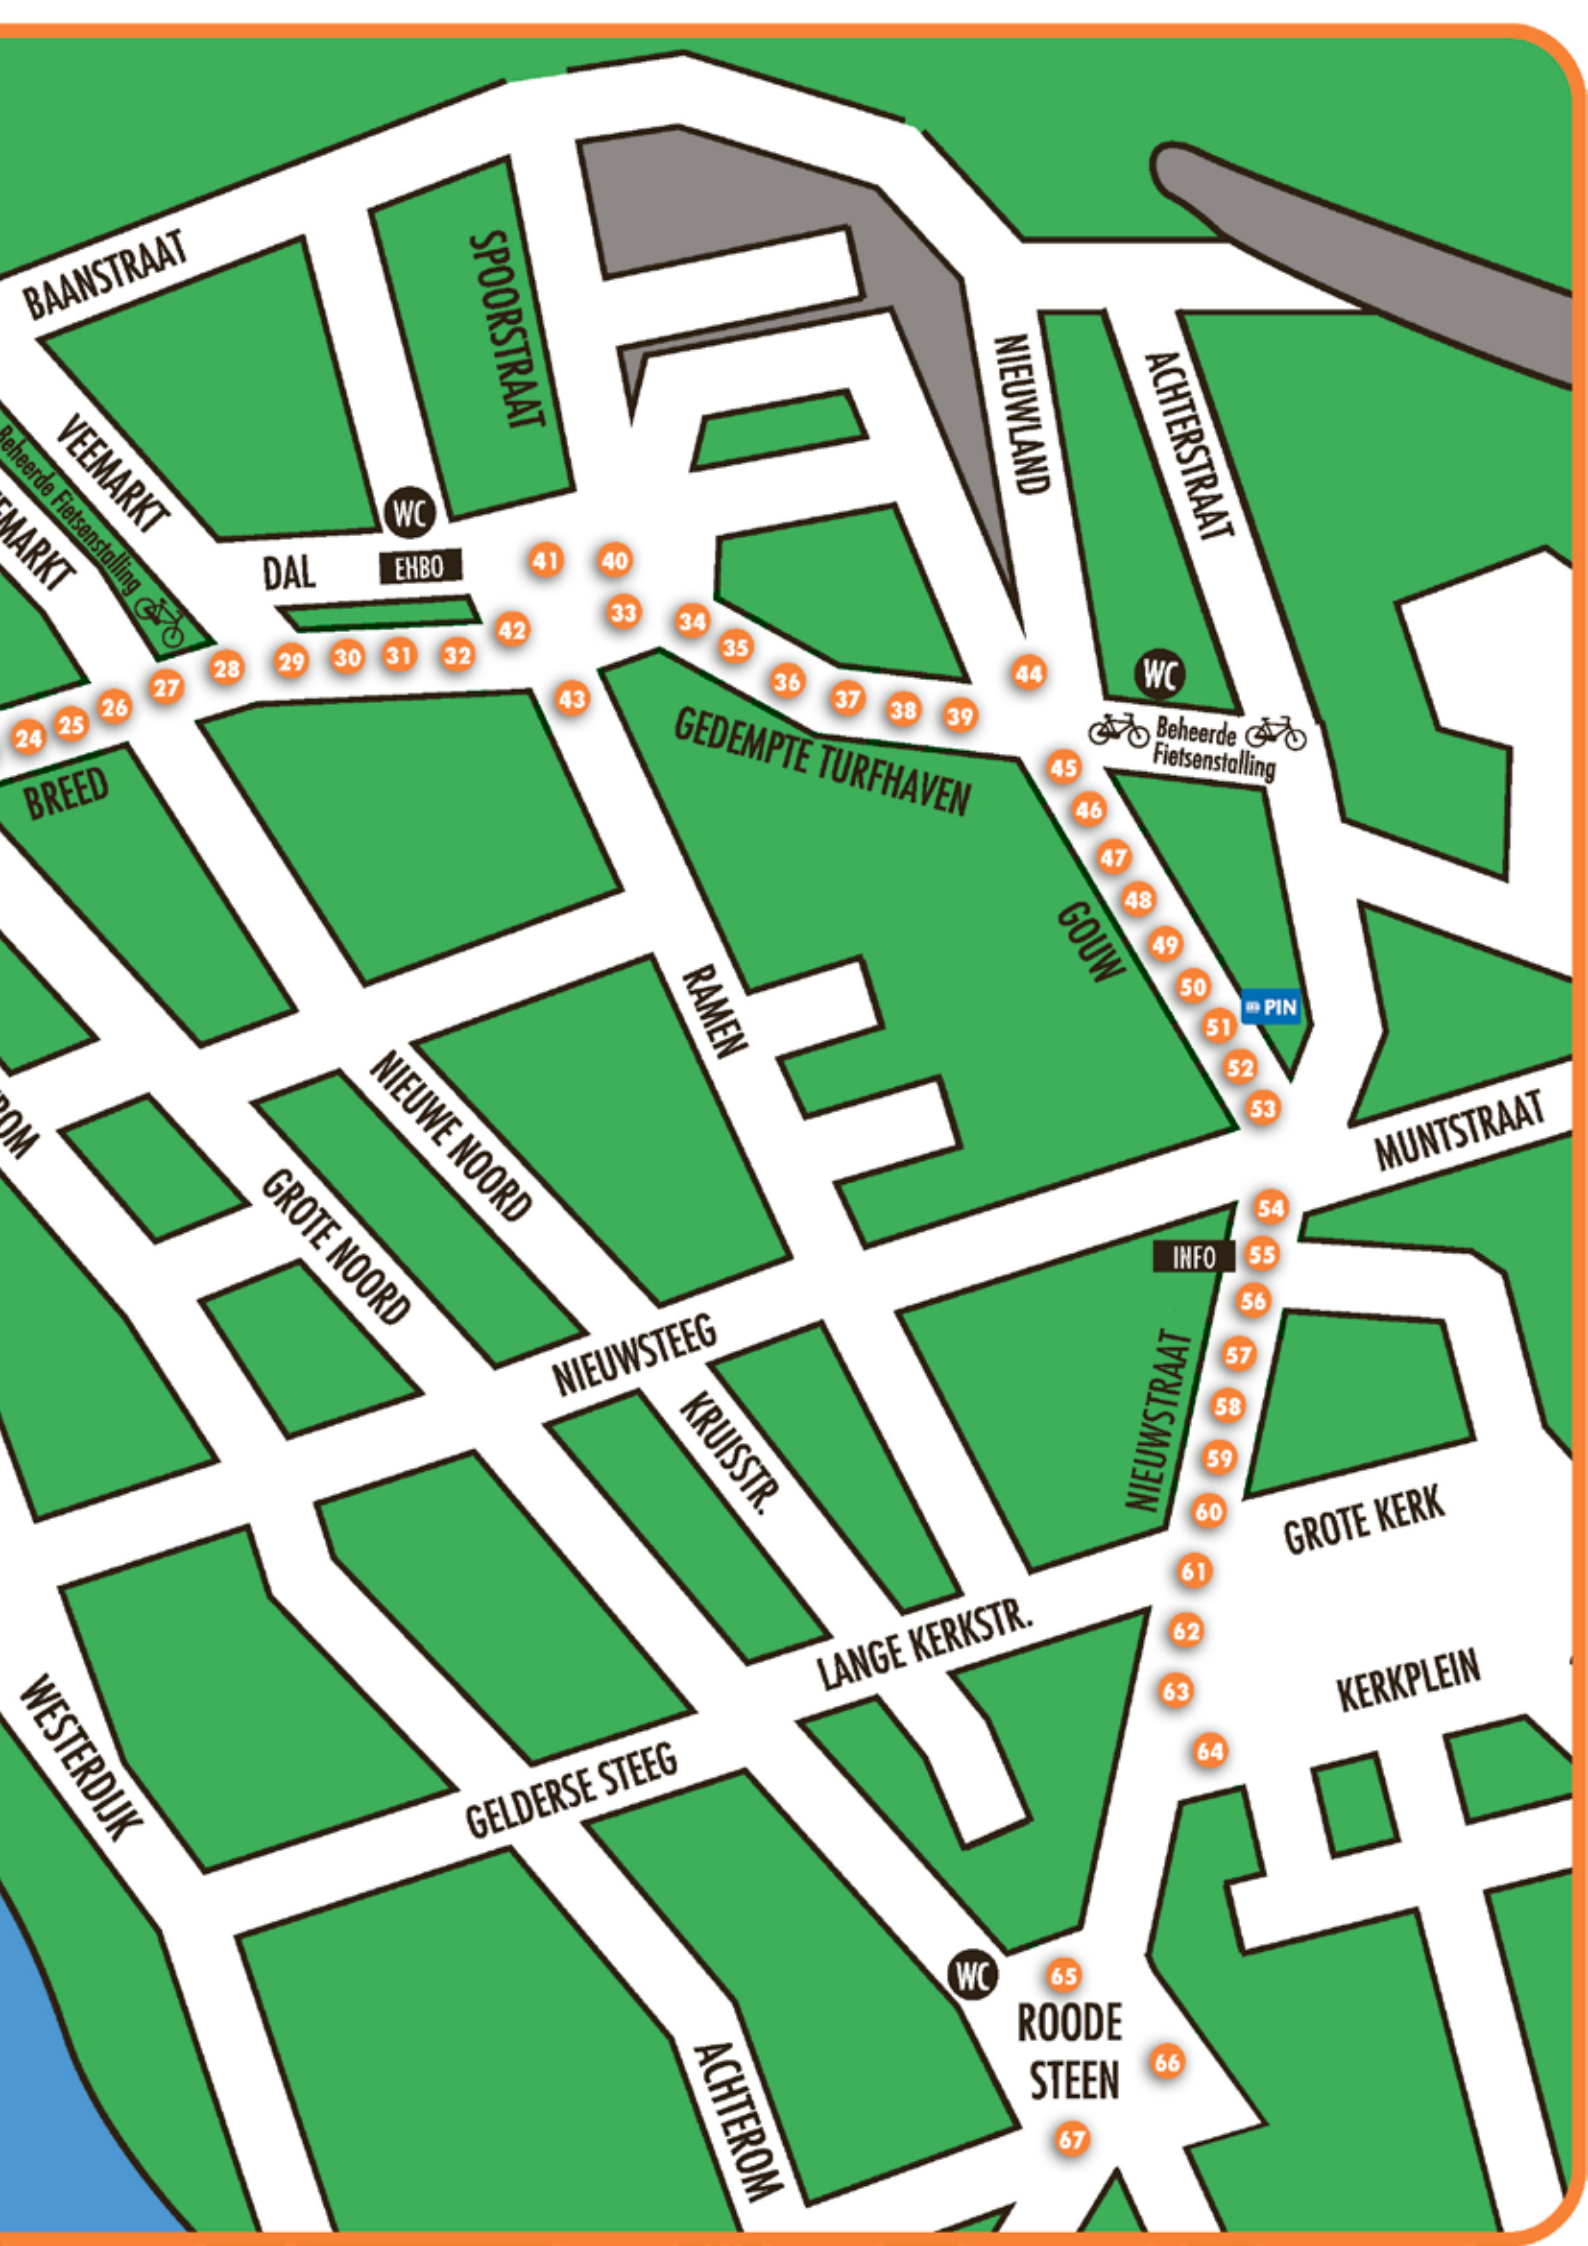 BAANSTRAAT
SPOORSTRAAT
NIEUWLAND
ACHTERSTRAAT
VEEMARKT
Beheerde Fietsenstalling
WC
DAL
EHBO
41
40
33
34
35
36
37
38
39
42
43
44
WC
28
29
30
31
32
27
26
25
24
BREED
GEDEMPTE TURFHAVEN
Beheerde
Fietsenstalling
45
46
47
48
49
50
51
52
53
GOUW
PIN
RAMEN
NIEUWE NOORD
GROTE NOORD
MUNTSTRAAT
54
INFO
55
56
57
58
59
60
61
62
63
64
NIEUWSTRAAT
NIEUWSTEEG
KRUISSTR.
GROTE KERK
LANGE KERKSTR.
KERKPLEIN
WESTERDIJK
GELDERSE STEEG
WC
65
ROODE
STEEN
66
67
ACHTEROM